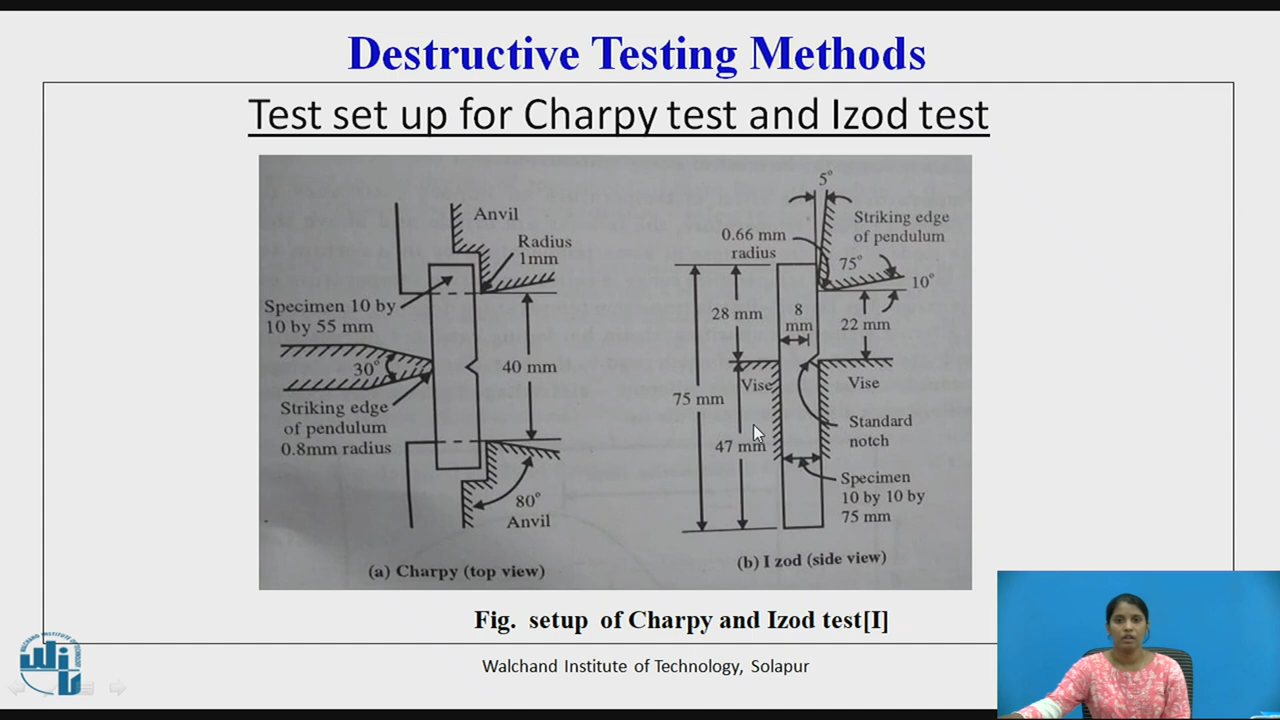 Destructive Testing Methods
Test set up for Charpy test and Izod test
Anvil
Radius
1mm
Specimen 10 by
10 by 55 mm
30°
40 mm
Striking edge
of pendulum
0.8mm radius
80°
Anvil
(a) Charpy (top view)
5°
Striking edge
of pendulum
0.66 mm
radius
75°
10°
28 mm
8
mm
22 mm
Vise
Vise
75 mm
47 mm
Standard
notch
Specimen
10 by 10 by
75 mm
(b) I zod (side view)
Fig. setup of Charpy and Izod test[I]
Walchand Institute of Technology, Solapur
WIT